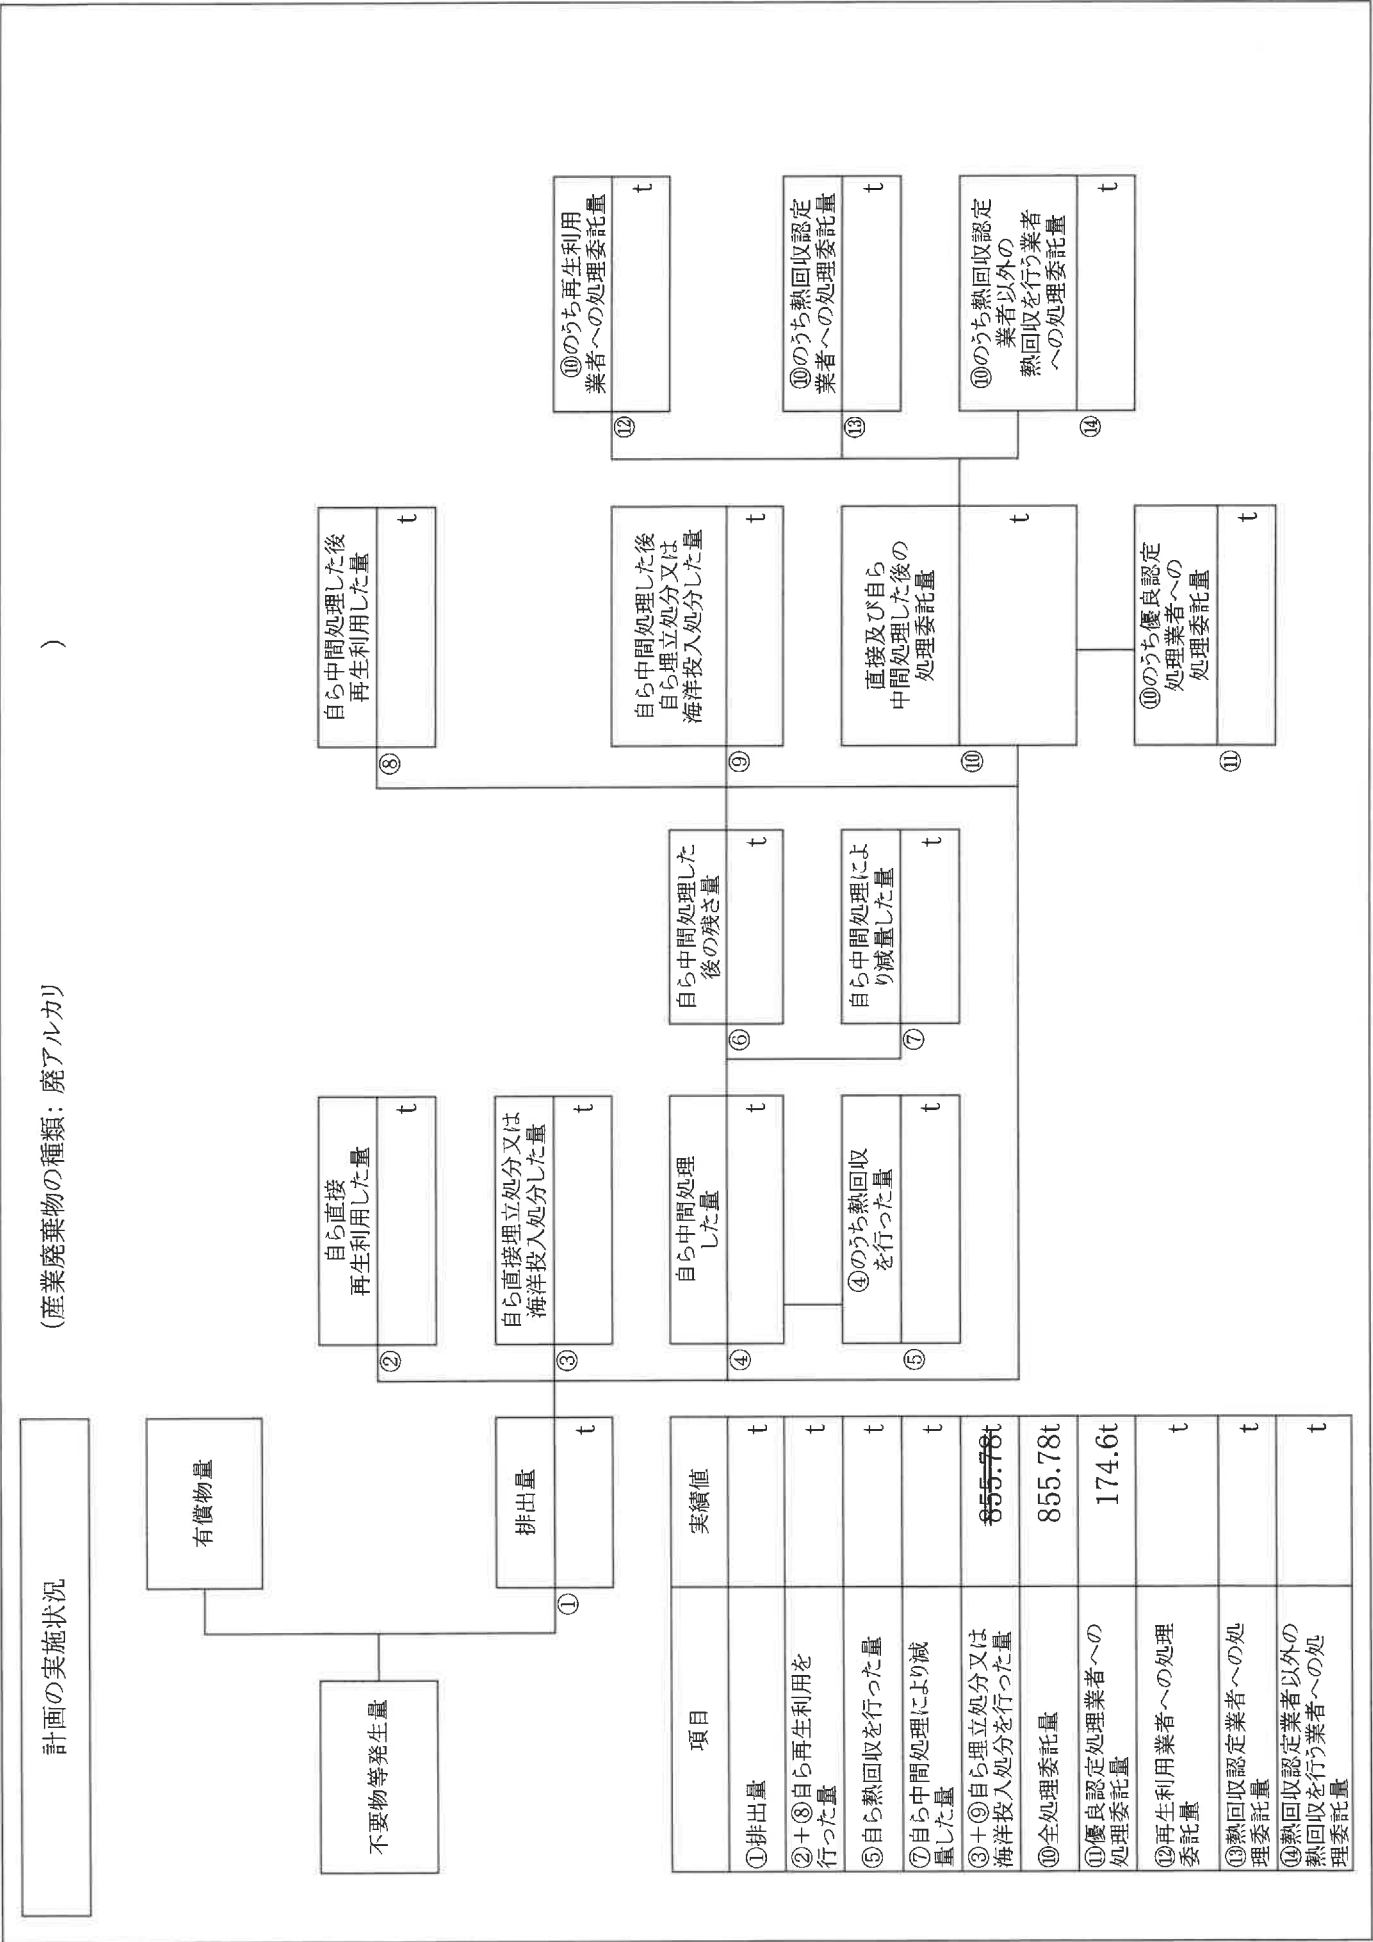 計画の実施状況
(産業廃棄物の種類：廃アルカリ
)
不要物等発生量
有償物量
①
排出量
t
②
自ら直接
再生利用した量
t
③
自ら直接埋立処分又は
海洋投入処分した量
t
④
自ら中間処理
した量
t
⑤
④のうち熱回収
を行った量
t
⑥
自ら中間処理した
後の残さ量
t
⑦
自ら中間処理によ
り減量した量
t
⑧
自ら中間処理した後
再生利用した量
t
⑨
自ら中間処理した後
自ら埋立処分又は
海洋投入処分した量
t
⑩
直接及び自ら
中間処理した後の
処理委託量
t
⑪
⑩のうち優良認定
処理業者への
処理委託量
t
⑫
⑩のうち再生利用
業者への処理委託量
t
⑬
⑩のうち熱回収認定
業者への処理委託量
t
⑭
⑩のうち熱回収認定
業者以外の
熱回収を行う業者
への処理委託量
t
項目 実績値
①排出量 t
②＋⑧自ら再生利用を
行った量 t
⑤自ら熱回収を行った量 t
⑦自ら中間処理により減
量した量 t
③＋⑨自ら埋立処分又は
海洋投入処分を行った量 855.78t
⑩全処理委託量 855.78t
⑪優良認定処理業者への
処理委託量 174.6t
⑫再生利用業者への処理
委託量 t
⑬熱回収認定業者への処
理委託量 t
⑭熱回収認定業者以外の
熱回収を行う業者への処
理委託量 t